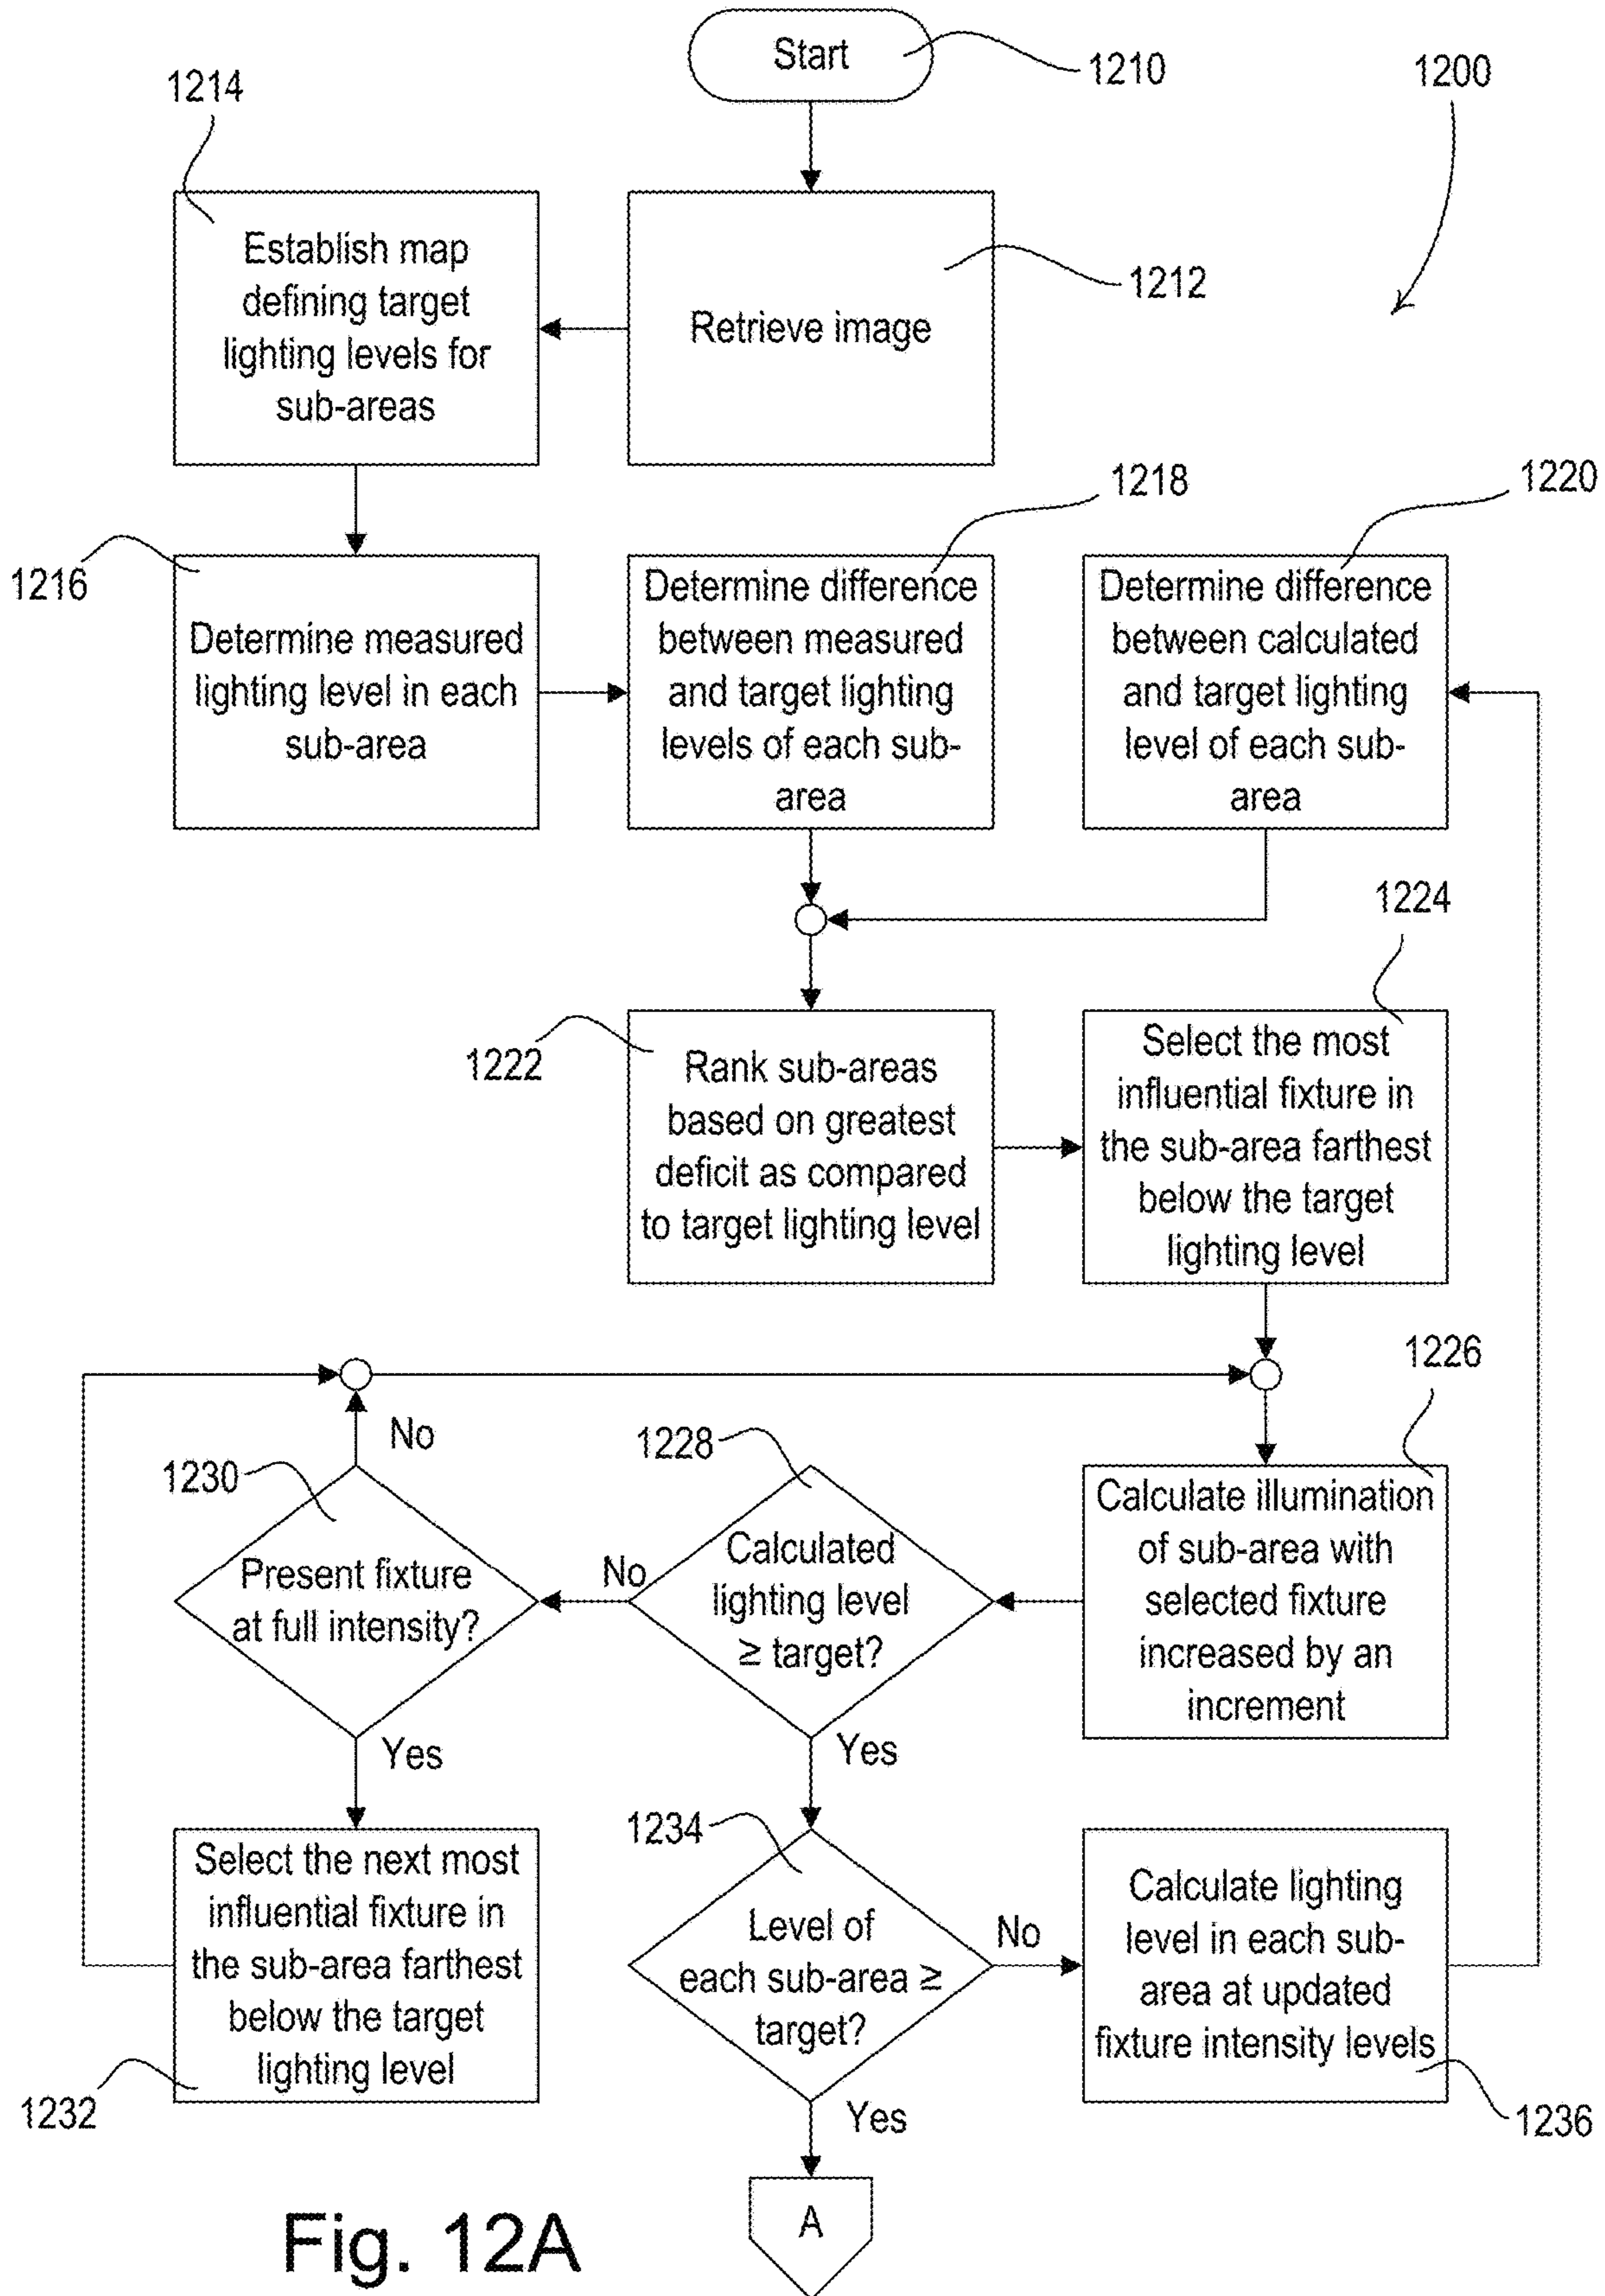 Start
1210
1200
1214
Establish map
defining target
lighting levels for
sub-areas
Retrieve image
1212
1216
Determine measured
lighting level in each
sub-area
1218
Determine difference
between measured
and target lighting
levels of each sub-
area
1220
Determine difference
between calculated
and target lighting
level of each sub-
area
1222
Rank sub-areas
based on greatest
deficit as compared
to target lighting level
1224
Select the most
influential fixture in
the sub-area farthest
below the target
lighting level
1226
Calculate illumination
of sub-area with
selected fixture
increased by an
increment
1228
Calculated
lighting level
≥ target?
No
Yes
1230
Present fixture
at full intensity?
No
Yes
1232
Select the next most
influential fixture in
the sub-area farthest
below the target
lighting level
1234
Level of
each sub-area ≥
target?
No
Yes
Calculate lighting
level in each sub-
area at updated
fixture intensity levels
1236
A
Fig. 12A